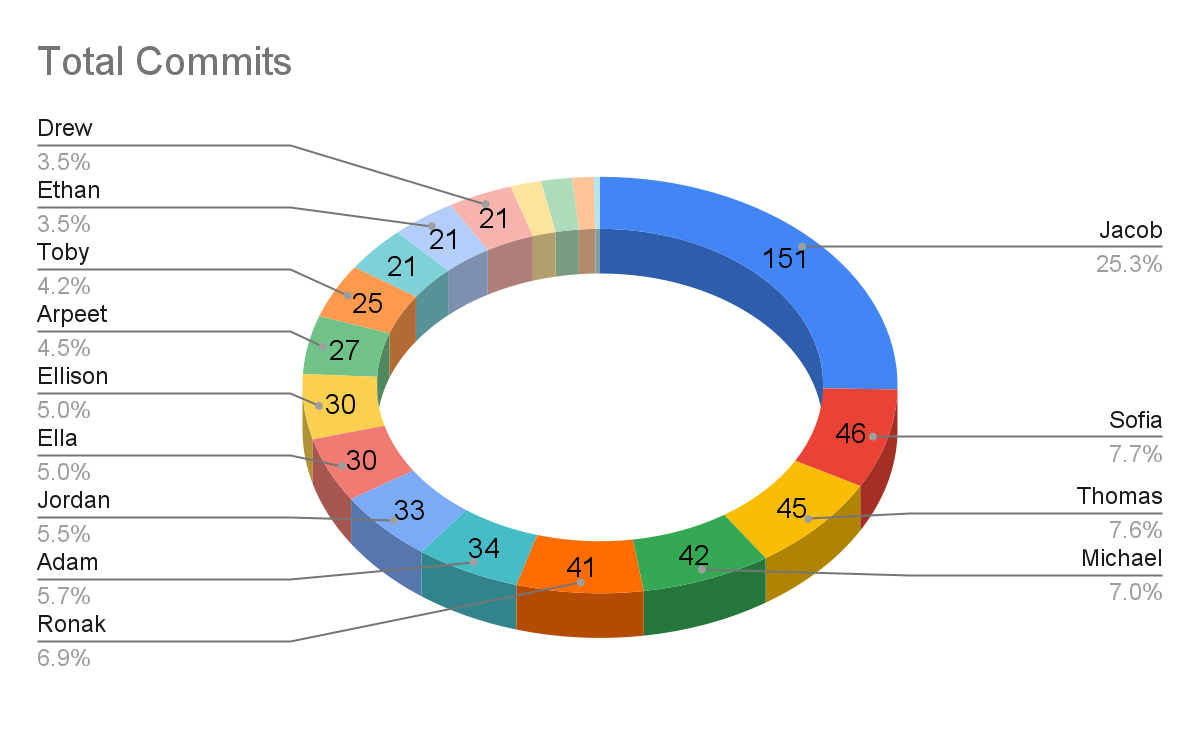 Total Commits
Drew
3.5%
Ethan
3.5%
Toby
4.2%
Arpeet
4.5%
Ellison
5.0%
Ella
5.0%
Jordan
5.5%
Adam
5.7%
Ronak
6.9%
Jacob
25.3%
Sofia
7.7%
Thomas
7.6%
Michael
7.0%
151
46
45
42
41
34
33
30
30
27
25
21
21
21